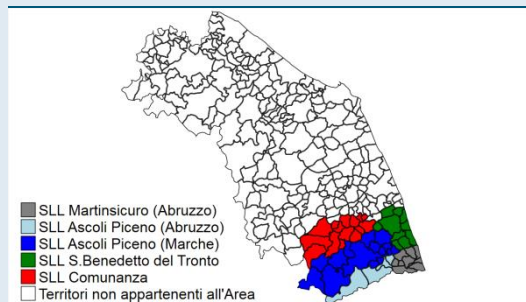 SLL Martinsicuro (Abruzzo)
SLL Ascoli Piceno (Abruzzo)
SLL Ascoli Piceno (Marche)
SLL S.Benedetto del Tronto
SLL Comunanza
Territori non appartenenti all'Area